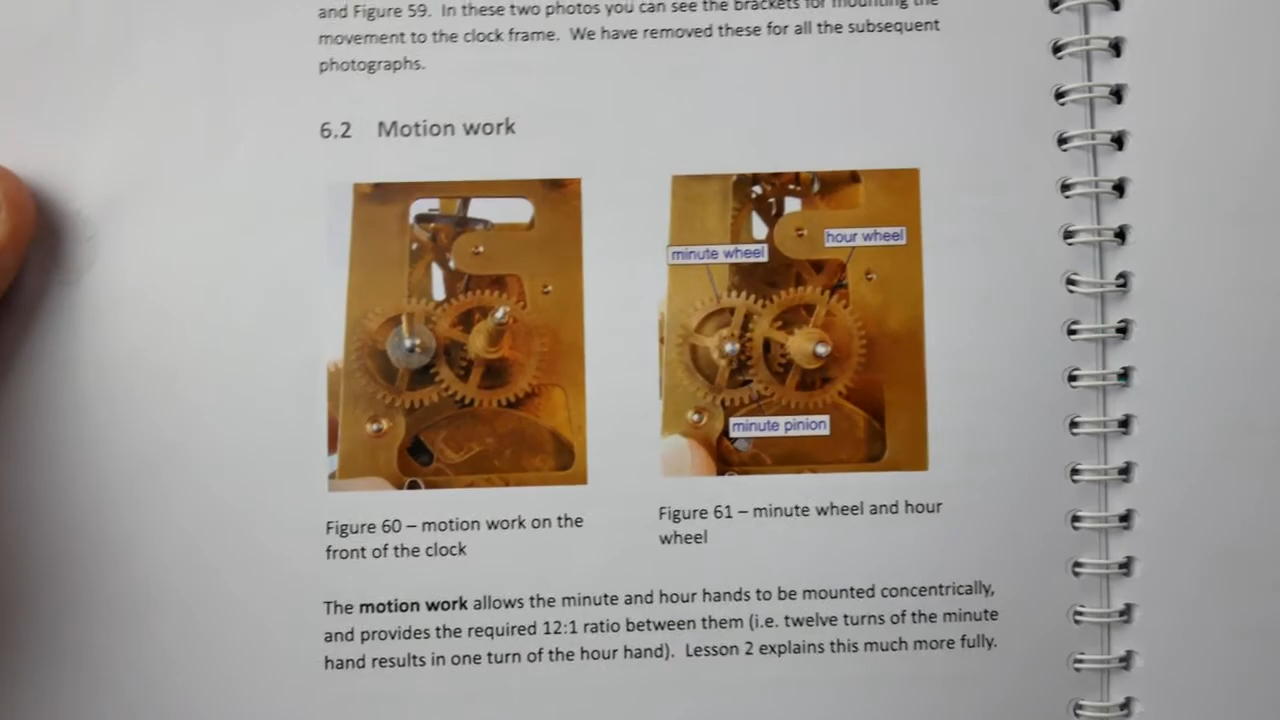 and Figure 59. In these two photos you can see the brackets for mounting the
movement to the clock frame. We have removed these for all the subsequent
photographs.
6.2 Motion work
minute wheel
hour wheel
minute pinion
Figure 60 – motion work on the
front of the clock
Figure 61 – minute wheel and hour
wheel
The motion work allows the minute and hour hands to be mounted concentrically,
and provides the required 12:1 ratio between them (i.e. twelve turns of the minute
hand results in one turn of the hour hand). Lesson 2 explains this much more fully.